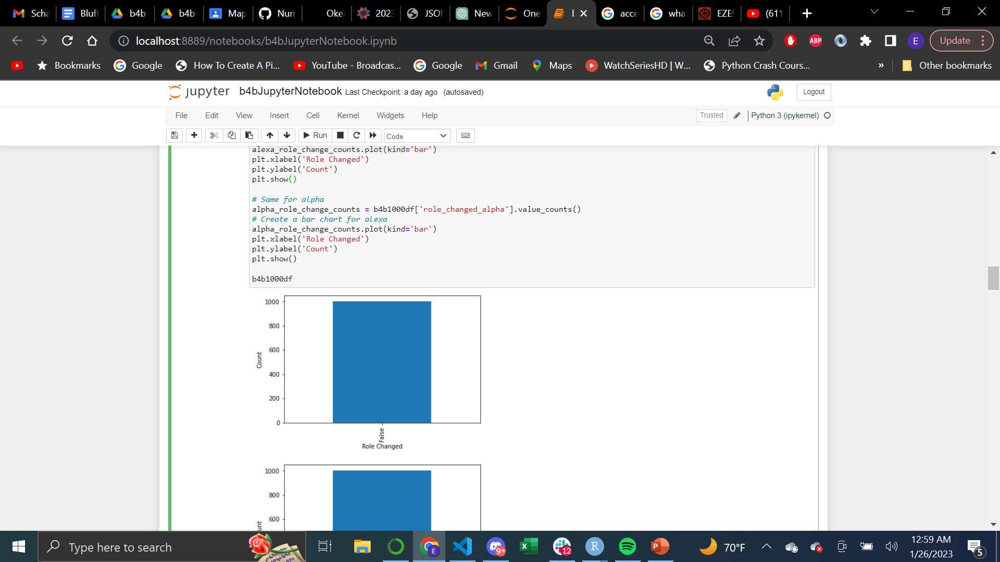 Scha
Bluf
b4b-
b4b-
Map
Num
Oke
2023
JSO
New
One
acce
wha
EZE
(611
localhost:8889/notebooks/b4bJupyterNotebook.ipynb
ABP
E
Update
Bookmarks
Google
How To Create A Pi...
YouTube - Broadcas...
Google
Gmail
Maps
WatchSeriesHD | W...
Python Crash Cours...
»
Other bookmarks
jupyter b4bJupyterNotebook Last Checkpoint: a day ago (autosaved)
Logout
File Edit View Insert Cell Kernel Widgets Help
Trusted
Python 3 (ipykernel)
Run
Code
alexa_role_change_counts.plot(kind='bar')
plt.xlabel('Role Changed')
plt.ylabel('Count')
plt.show()
# Same for alpha
alpha_role_change_counts = b4b1000df['role_changed_alpha'].value_counts()
# Create a bar chart for alexa
alpha_role_change_counts.plot(kind='bar')
plt.xlabel('Role Changed')
plt.ylabel('Count')
plt.show()
b4b1000df
1000
800
600
400
200
0
Count
False
Role Changed
1000
800
600
unt
Type here to search
E
9+
X
12
R
P
70°F
12:59 AM
1/26/2023
5